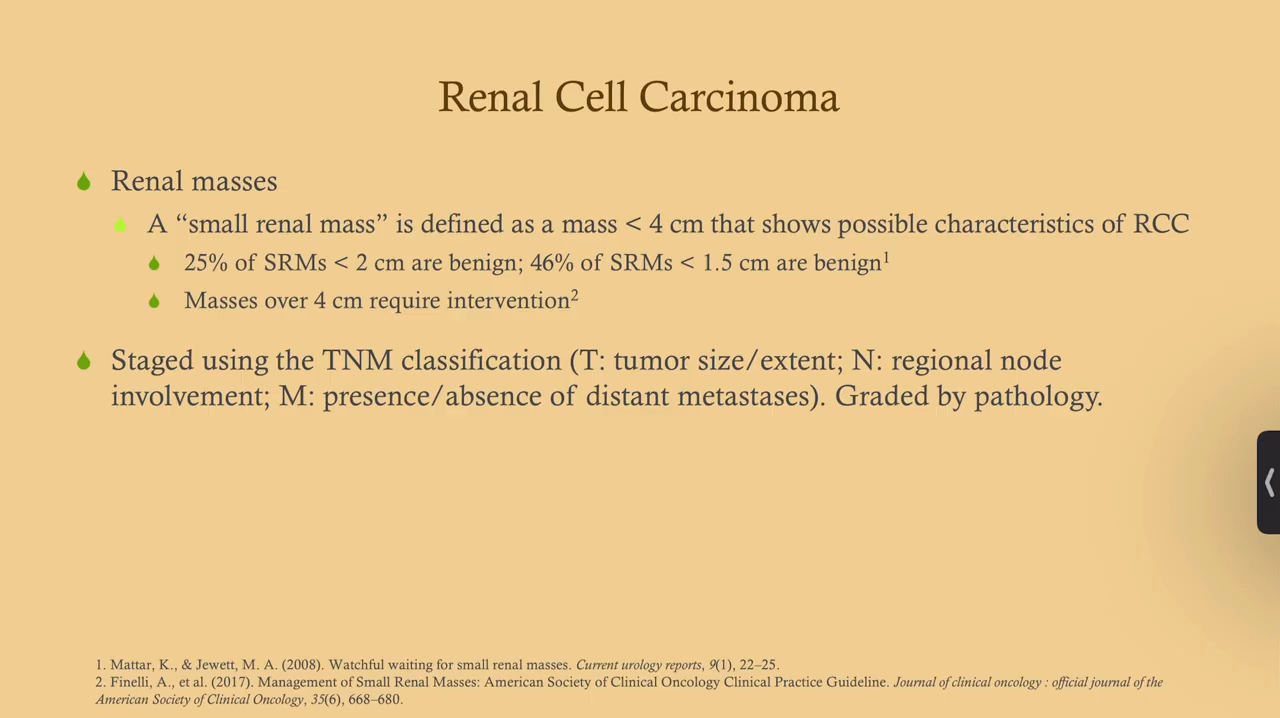 Renal Cell Carcinoma
Renal masses
A “small renal mass” is defined as a mass < 4 cm that shows possible characteristics of RCC
25% of SRMs < 2 cm are benign; 46% of SRMs < 1.5 cm are benign1
Masses over 4 cm require intervention2
Staged using the TNM classification (T: tumor size/extent; N: regional node
involvement; M: presence/absence of distant metastases). Graded by pathology.
1. Mattar, K., & Jewett, M. A. (2008). Watchful waiting for small renal masses. Current urology reports, 9(1), 22–25.
2. Finelli, A., et al. (2017). Management of Small Renal Masses: American Society of Clinical Oncology Clinical Practice Guideline. Journal of clinical oncology : official journal of the
American Society of Clinical Oncology, 35(6), 668–680.